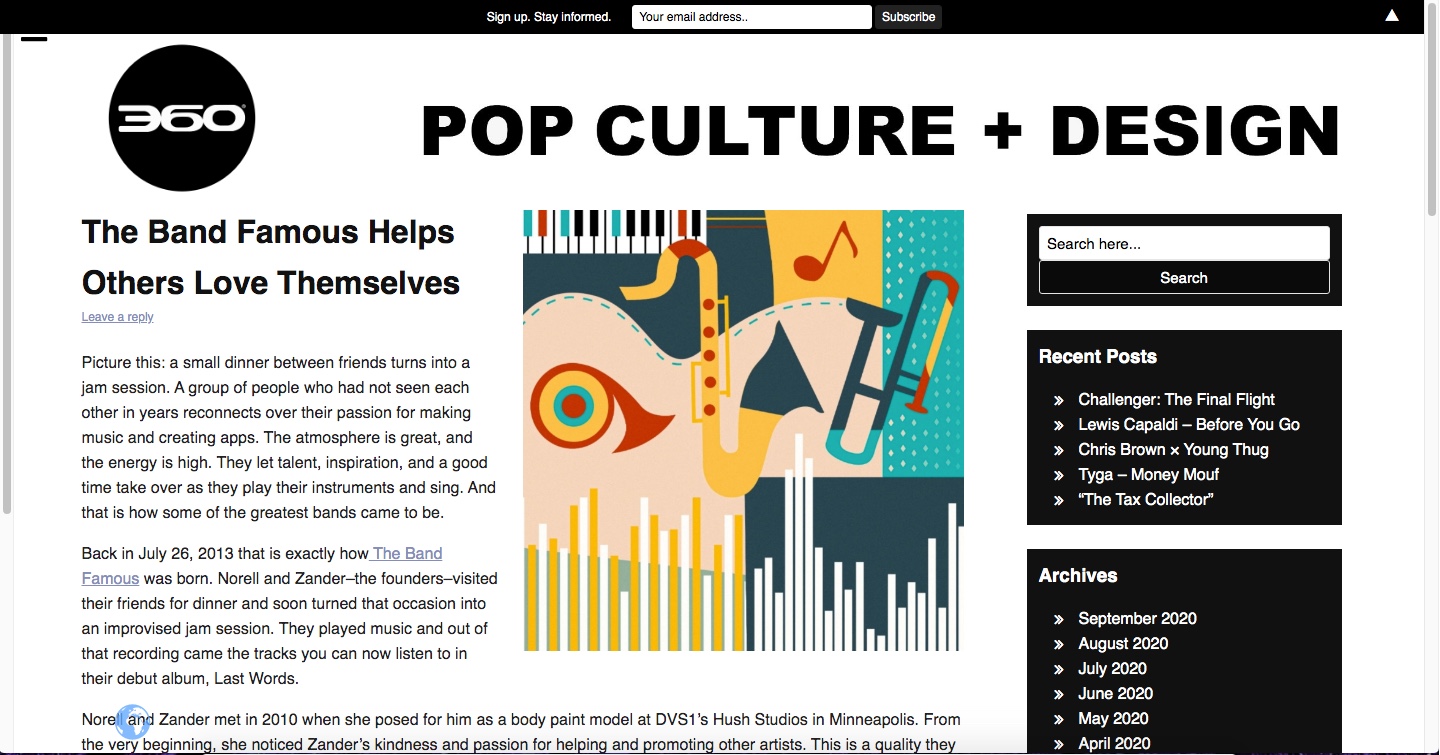 Sign up. Stay informed.
Your email address..
Subscribe
360
POP CULTURE + DESIGN
The Band Famous Helps
Others Love Themselves
Leave a reply
Picture this: a small dinner between friends turns into a
jam session. A group of people who had not seen each
other in years reconnects over their passion for making
music and creating apps. The atmosphere is great, and
the energy is high. They let talent, inspiration, and a good
time take over as they play their instruments and sing. And
that is how some of the greatest bands came to be.
Back in July 26, 2013 that is exactly how The Band
Famous was born. Norell and Zander–the founders–visited
their friends for dinner and soon turned that occasion into
an improvised jam session. They played music and out of
that recording came the tracks you can now listen to in
their debut album, Last Words.
Norell and Zander met in 2010 when she posed for him as a body paint model at DVS1’s Hush Studios in Minneapolis. From
the very beginning, she noticed Zander’s kindness and passion for helping and promoting other artists. This is a quality they
Search here...
Search
Recent Posts
» Challenger: The Final Flight
» Lewis Capaldi – Before You Go
» Chris Brown × Young Thug
» Tyga – Money Mouf
» “The Tax Collector”
Archives
» September 2020
» August 2020
» July 2020
» June 2020
» May 2020
» April 2020